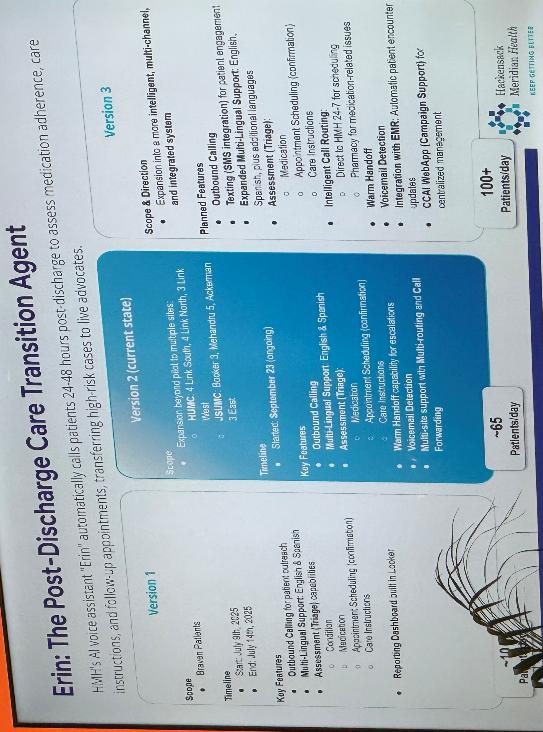 Erin: The Post-Discharge Care Transition Agent
HMH's AI voice assistant "Erin" automatically calls patients 24-48 hours post-discharge to assess medication adherence, care
instructions, and follow-up appointments, transferring high-risk cases to live advocates.
Version 1
Scope
• Braven Patients
Timeline
• Start: July 9th, 2025
• End: July 14th, 2025
Key Features
• Outbound Calling for patient outreach
• Multi-Lingual Support: English & Spanish
• Assessment (Triage) capabilities
○ Condition
○ Medication
○ Appointment Scheduling (confirmation)
○ Care Instructions
• Reporting Dashboard built in Looker
Version 2 (current state)
Scope
• Expansion beyond pilot to multiple sites:
○ HUMC: 4 Link South, 4 Link North, 3 Link
West
○ JSUMC: Booker 3, Mehandru 5, Ackerman
3 East
Timeline
• Started: September 23 (ongoing)
Key Features
• Outbound Calling
• Multi-Lingual Support: English & Spanish
• Assessment (Triage):
○ Medication
○ Appointment Scheduling (confirmation)
○ Care Instructions
• Warm Handoff capability for escalations
• Voicemail Detection
• Multi-site support with Multi-routing and Call
Forwarding
~65
Patients/day
Version 3
Scope & Direction
• Expansion into a more intelligent, multi-channel,
and integrated system
Planned Features
• Outbound Calling
• Texting (SMS integration) for patient engagement
• Expanded Multi-Lingual Support: English,
Spanish, plus additional languages
• Assessment (Triage):
○ Medication
○ Appointment Scheduling (confirmation)
○ Care Instructions
• Intelligent Call Routing:
○ Direct to HMH 24-7 for scheduling
○ Pharmacy for medication-related issues
• Warm Handoff
• Voicemail Detection
• Integration with EMR: Automatic patient encounter
updates
• CCAI WebApp (Campaign Support) for
centralized management
100+
Patients/day
Hackensack
Meridian Health
KEEP GETTING BETTER